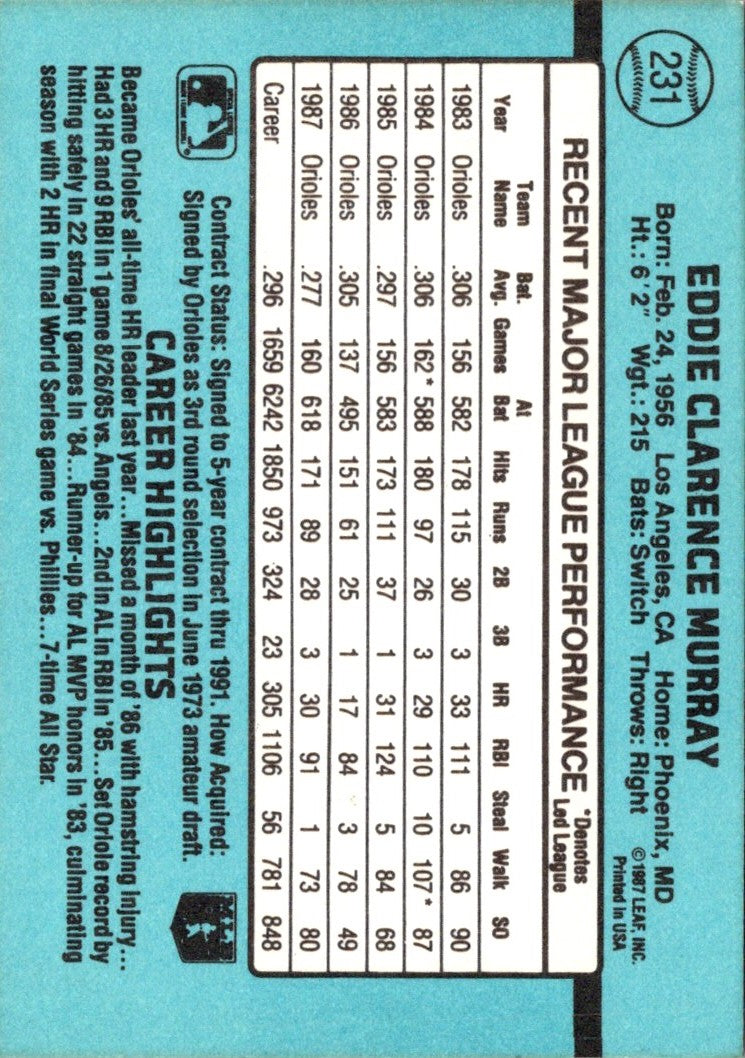 231
EDDIE CLARENCE MURRAY
Born: Feb. 24, 1956 Los Angeles, CA Home: Phoenix, MD
Ht.: 6'2" Wgt.: 215 Bats: Switch Throws: Right
©1987 LEAF, INC.
Printed in USA
RECENT MAJOR LEAGUE PERFORMANCE
*Denotes
Led League
Year Team Name Bat. Avg. Games At Bat Hits Runs 2B 3B HR RBI Steal Walk SO
1983 Orioles .306 156 582 178 115 30 3 33 111 5 86 90
1984 Orioles .306 162* 588 180 97 26 3 29 110 10 107* 87
1985 Orioles .297 156 583 173 111 37 1 31 124 5 84 68
1986 Orioles .305 137 495 151 61 25 1 17 84 3 78 49
1987 Orioles .277 160 618 171 89 28 3 30 91 1 73 80
Career .296 1659 6242 1850 973 324 23 305 1106 56 781 848
Contract Status: Signed to 5-year contract thru 1991. How Acquired:
Signed by Orioles as 3rd round selection in June 1973 amateur draft.
CAREER HIGHLIGHTS
Became Orioles' all-time HR leader last year...Missed a month of '86 with hamstring injury...
Had 3 HR and 9 RBI in 1 game 8/26/85 vs. Angels...2nd in AL in RBI in '85...Set Oriole record by
hitting safely in 22 straight games in '84...Runner-up for AL MVP honors in '83, culminating
season with 2 HR in final World Series game vs. Phillies...7-time All Star.